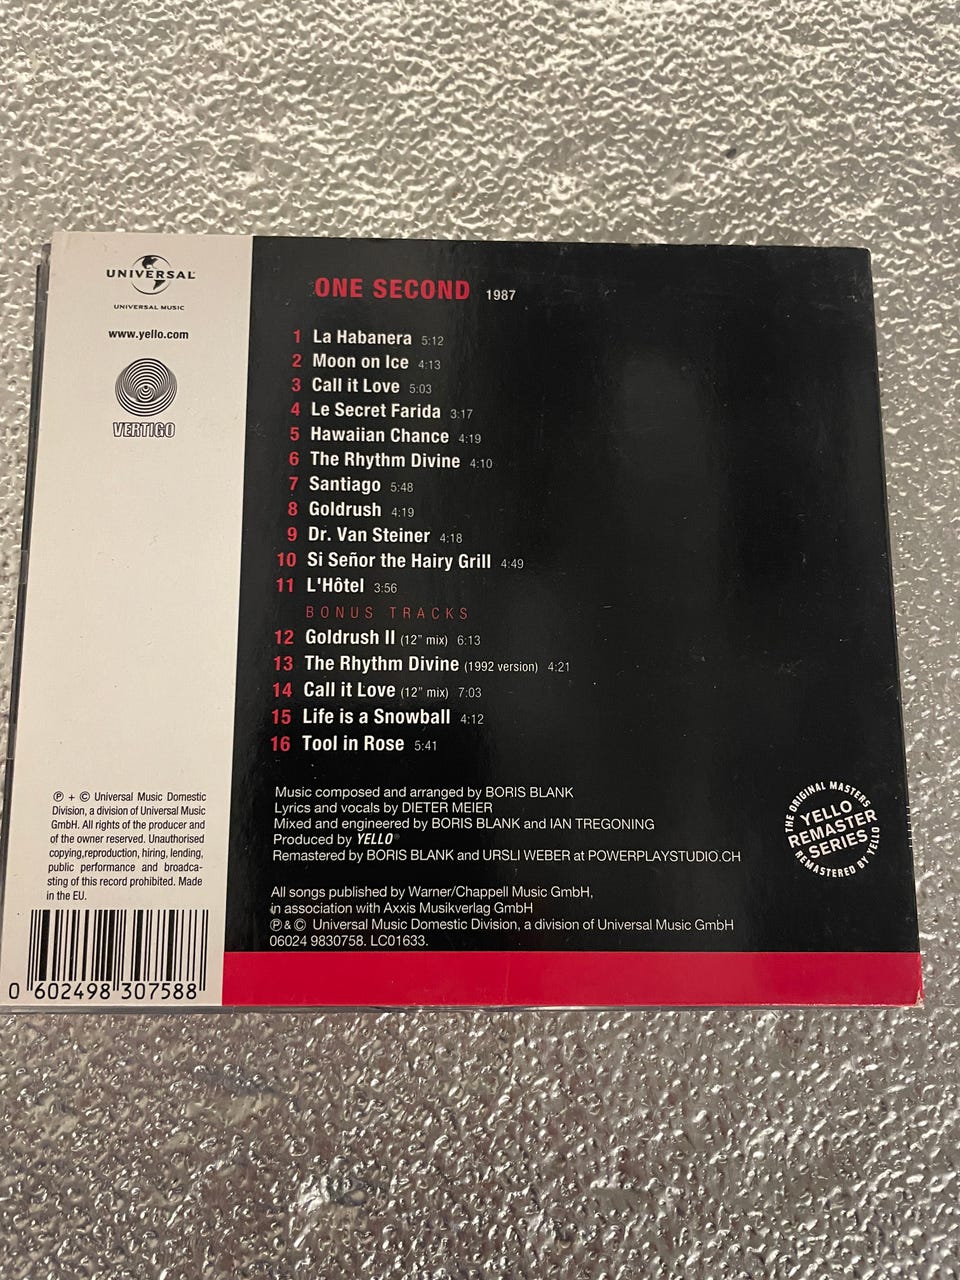 UNIVERSAL
UNIVERSAL MUSIC
www.yello.com
VERTIGO
℗ + © Universal Music Domestic
Division, a division of Universal Music
GmbH. All rights of the producer and
of the owner reserved. Unauthorised
copying,reproduction, hiring, lending,
public performance and broadca-
sting of this record prohibited. Made
in the EU.
0 602498 307588
ONE SECOND 1987
1 La Habanera 5:12
2 Moon on Ice 4:13
3 Call it Love 5:03
4 Le Secret Farida 3:17
5 Hawaiian Chance 4:19
6 The Rhythm Divine 4:10
7 Santiago 5:48
8 Goldrush 4:19
9 Dr. Van Steiner 4:18
10 Si Señor the Hairy Grill 4:49
11 L'Hôtel 3:56
BONUS TRACKS
12 Goldrush II (12" mix) 6:13
13 The Rhythm Divine (1992 version) 4:21
14 Call it Love (12" mix) 7:03
15 Life is a Snowball 4:12
16 Tool in Rose 5:41
Music composed and arranged by BORIS BLANK
Lyrics and vocals by DIETER MEIER
Mixed and engineered by BORIS BLANK and IAN TREGONING
Produced by YELLO®
Remastered by BORIS BLANK and URSLI WEBER at POWERPLAYSTUDIO.CH
All songs published by Warner/Chappell Music GmbH,
in association with Axxis Musikverlag GmbH
℗ & © Universal Music Domestic Division, a division of Universal Music GmbH
06024 9830758. LC01633.
THE ORIGINAL MASTERS
YELLO
REMASTER
SERIES
REMASTERED BY YELLO